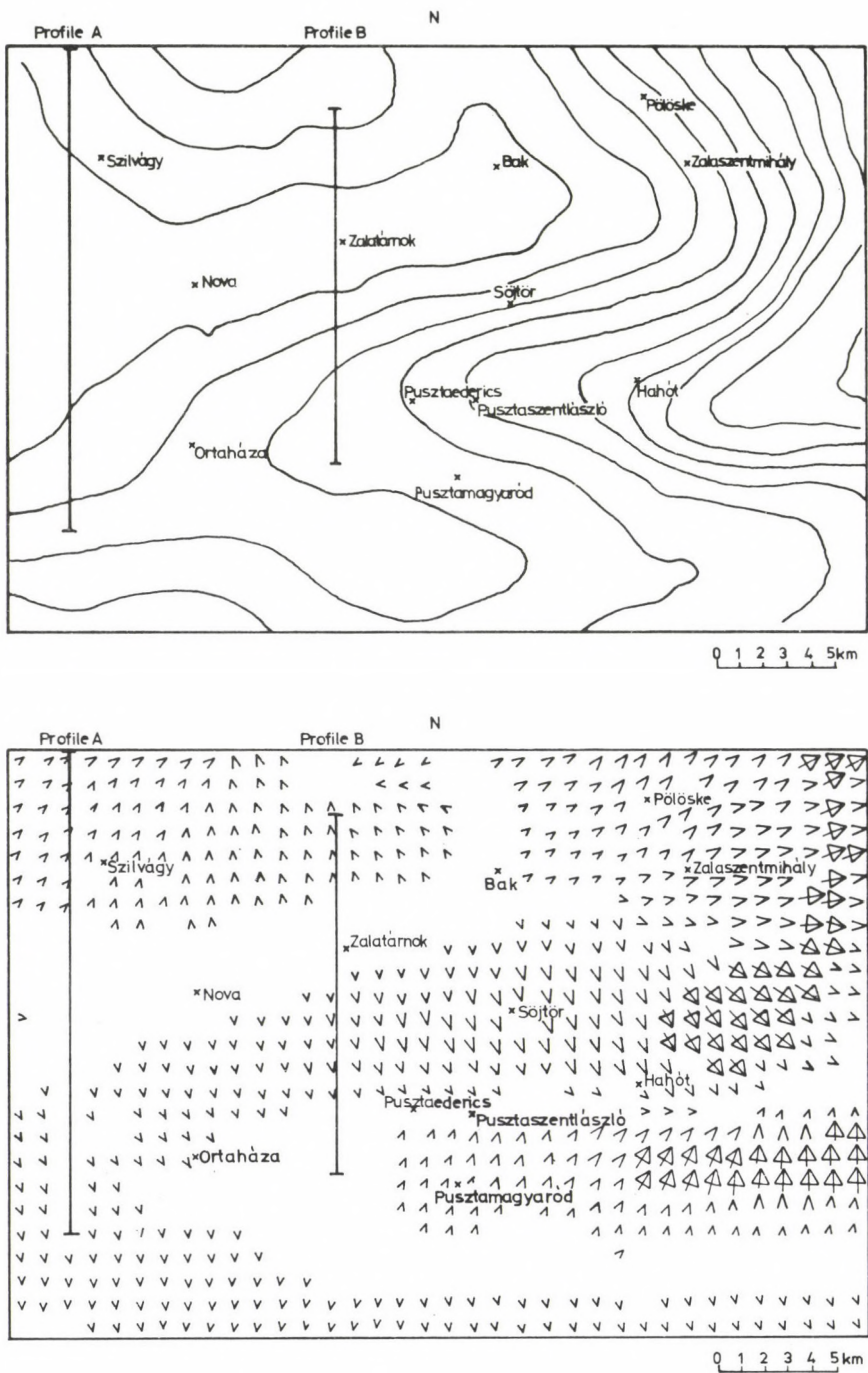 N
Profile A
Profile B
Pölöske
Szilvágy
Bak
Zalaszentmihály
Zalatárnok
Nova
Söjtör
Pusztaederics
Hahót
Pusztaszentlászló
Ortaháza
Pusztamagyaród
0 1 2 3 4 5km
N
Profile A
Profile B
Pölöske
Szilvágy
Bak
Zalaszentmihály
Zalatárnok
Nova
Söjtör
Hahót
Pusztaederics
Pusztaszentlászló
Ortaháza
Pusztamagyaród
0 1 2 3 4 5km